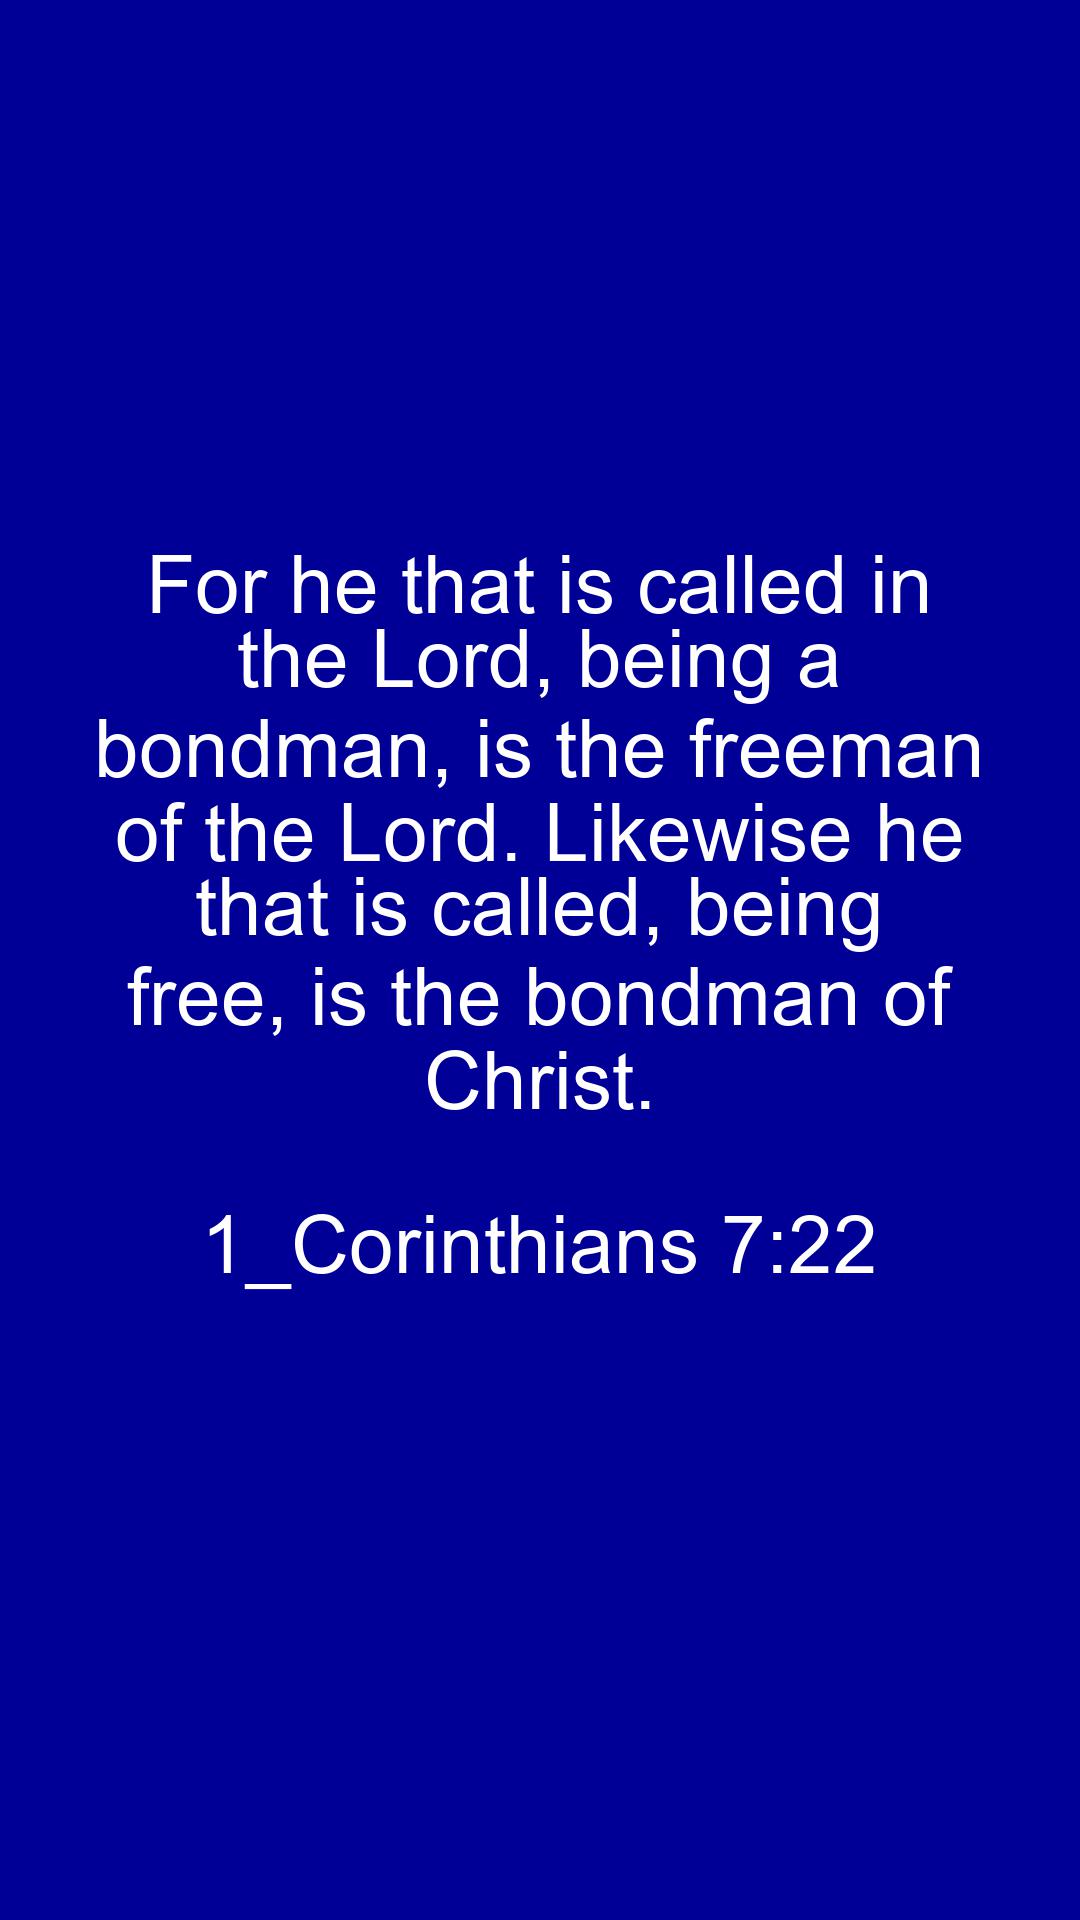 For he that is called in
the Lord, being a
bondman, is the freeman
of the Lord. Likewise he
that is called, being
free, is the bondman of
Christ.
1_Corinthians 7:22